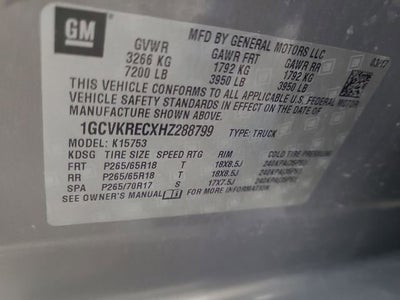 GM
MFD BY GENERAL MOTORS LLC
GVWR GAWR FRT GAWR RR 03/17
3266 KG 1792 KG 1792 KG
7200 LB 3950 LB 3950 LB
THIS VEHICLE CONFORMS TO ALL APPLICABLE U.S. FEDERAL MOTOR
VEHICLE SAFETY STANDARDS IN EFFECT ON THE DATE OF
MANUFACTURE SHOWN ABOVE.
1GCVKRECXHZ288799 TYPE: TRUCK
MODEL: K15753
KDSG TIRE SIZE SPEED RTG RIM
FRT P265/65R18 T 18X8.5J
RR P265/65R18 T 18X8.5J
SPA P265/70R17 S 17X7.5J
SEE OWNER'S MANUAL FOR MORE INFORMATION.